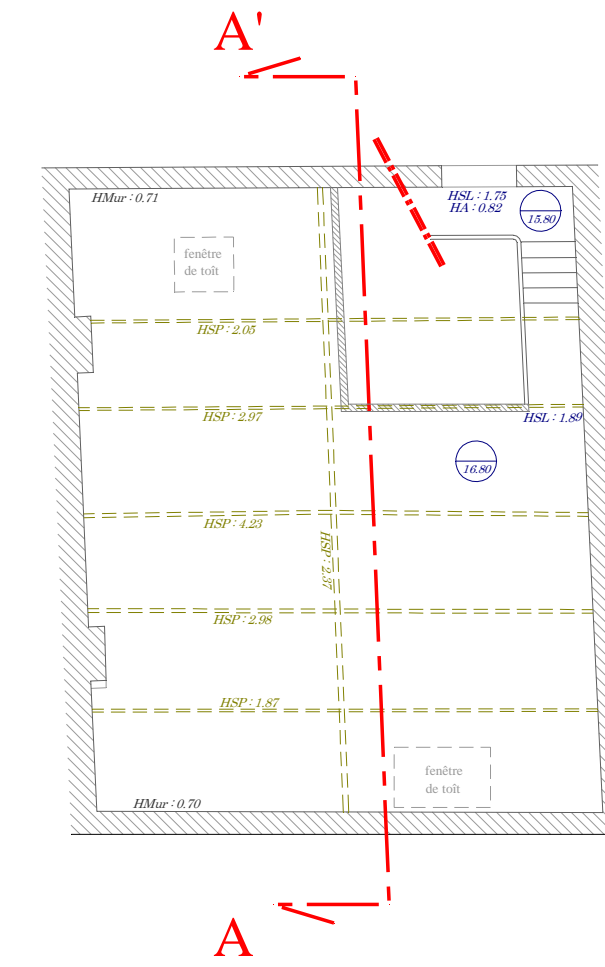 A'
HMur : 0.71
HSL : 1.75
HA : 0.82
15.80
fenêtre
de toît
HSP : 2.05
HSP : 2.97
HSL : 1.89
16.80
HSP : 4.23
HSP : 2.37
HSP : 2.98
HSP : 1.87
fenêtre
de toît
HMur : 0.70
A